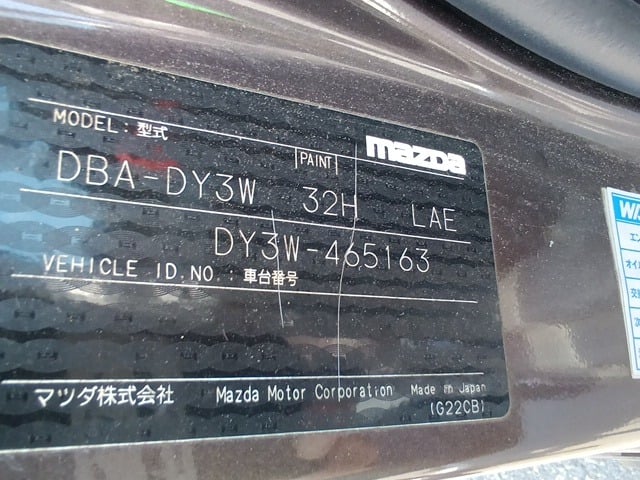 MODEL: 型式
PAINT
mazda
DBA-DY3W 32H LAE
DY3W-465163
VEHICLE ID.NO.: 車台番号
マツダ株式会社 Mazda Motor Corporation Made in Japan
(G22CB)